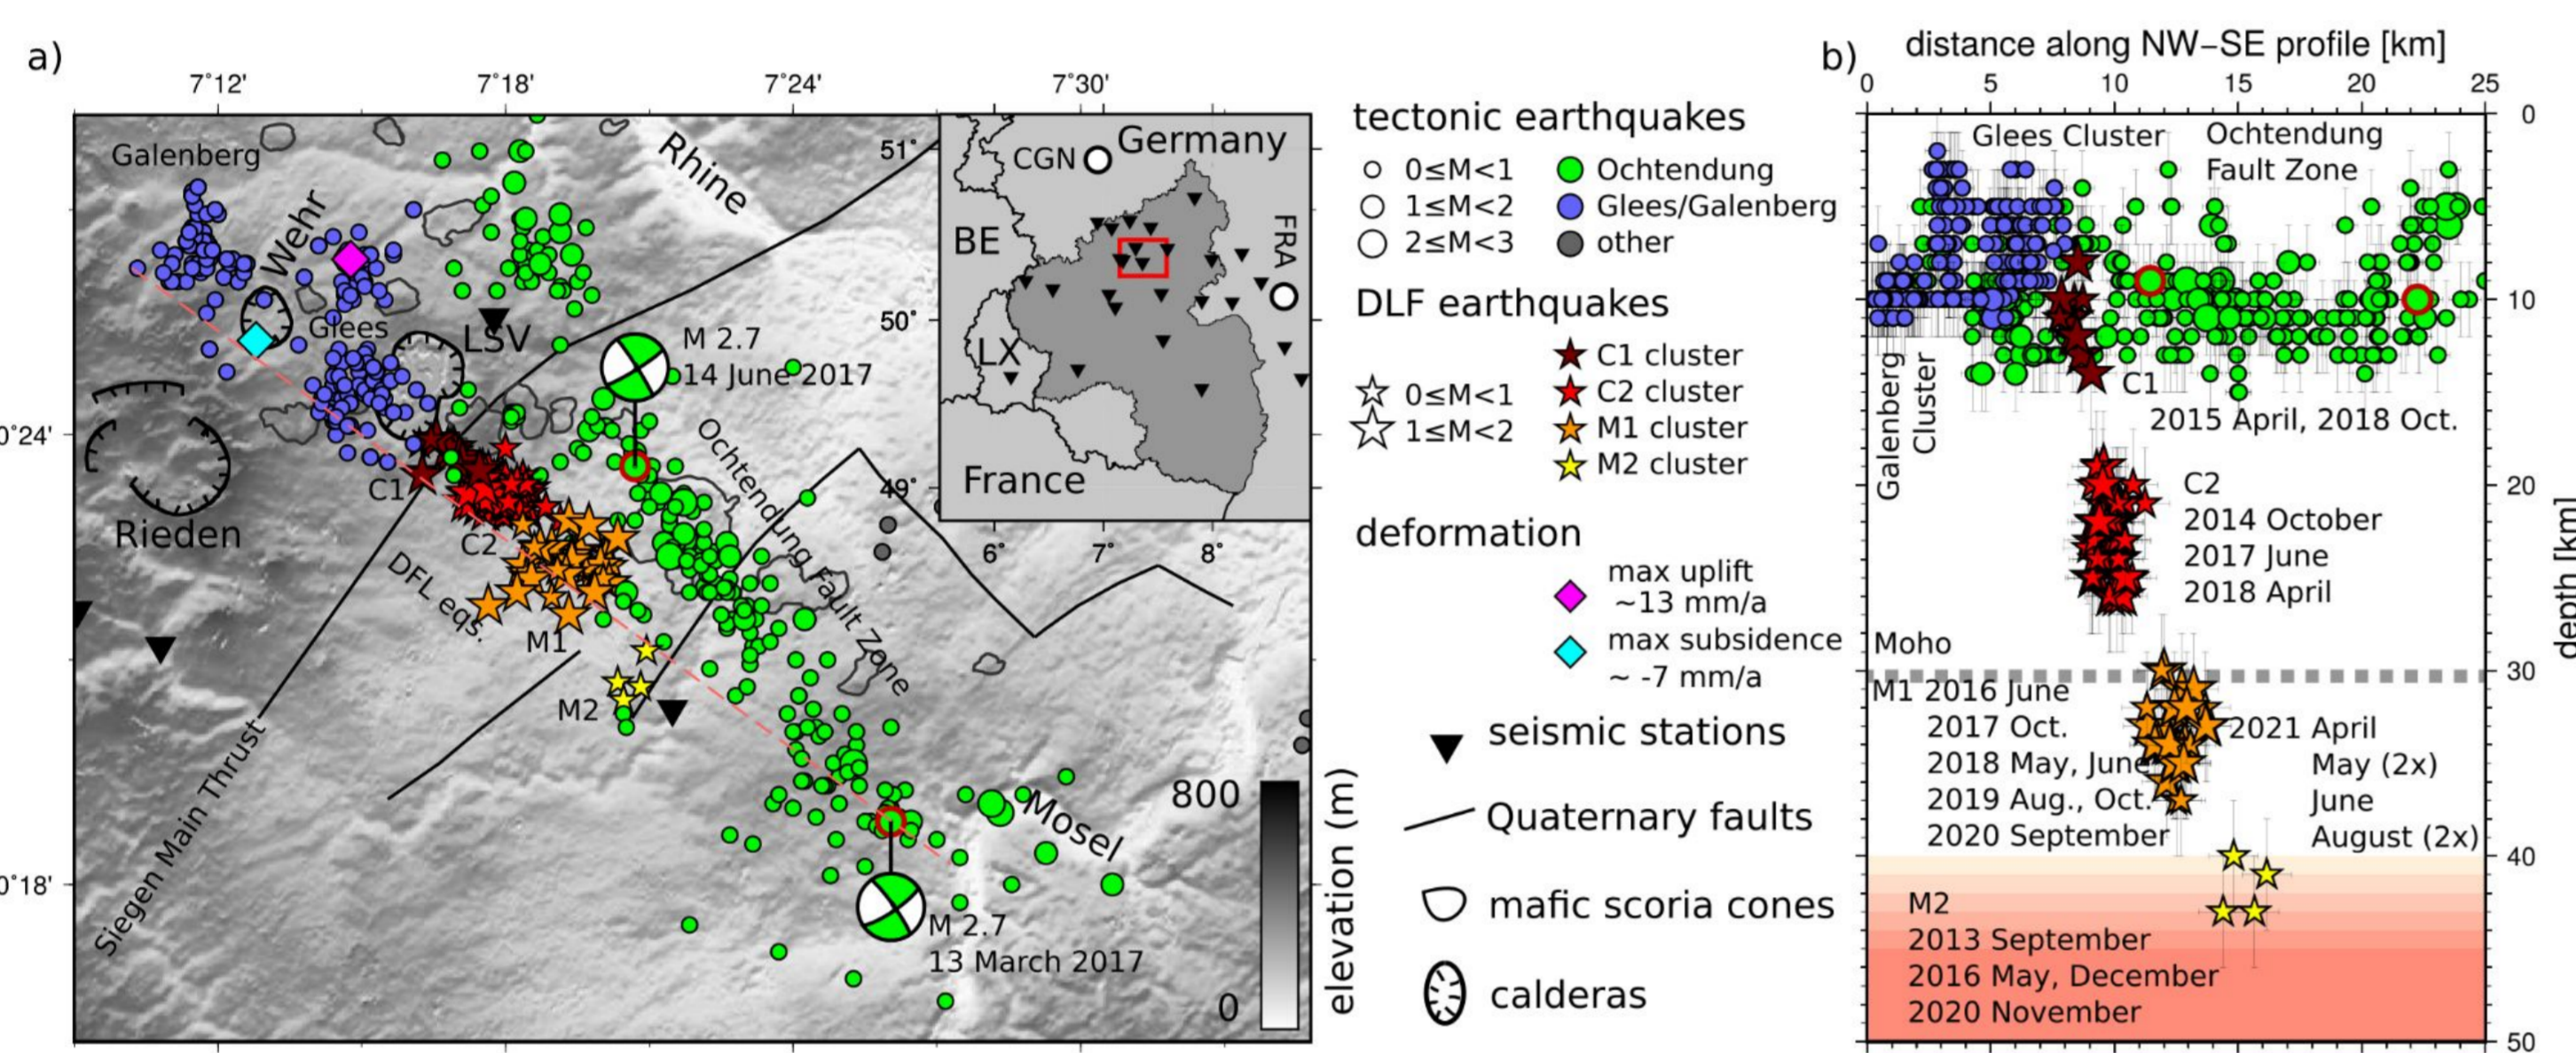 a)
7°12'
7°18'
7°24'
7°30'
Galenberg
Wehr
Glees
LSV
Rhine
M 2.7
14 June 2017
0°24'
Rieden
C1
C2
DFL eqs.
M1
M2
Ochtendung Fault Zone
Siegen Main Thrust
Mosel
M 2.7
13 March 2017
0°18'
800
0
elevation (m)
CGN
Germany
BE
FRA
LX
France
51°
50°
49°
6°
7°
8°
tectonic earthquakes
0≤M<1
1≤M<2
2≤M<3
Ochtendung
Glees/Galenberg
other
DLF earthquakes
0≤M<1
1≤M<2
C1 cluster
C2 cluster
M1 cluster
M2 cluster
deformation
max uplift
~13 mm/a
max subsidence
~ -7 mm/a
seismic stations
Quaternary faults
mafic scoria cones
calderas
b)
distance along NW–SE profile [km]
0 5 10 15 20 25
Glees Cluster
Ochtendung
Fault Zone
Galenberg
Cluster
C1
2015 April, 2018 Oct.
C2
2014 October
2017 June
2018 April
Moho
M1 2016 June
2017 Oct.
2018 May, June
2019 Aug., Oct.
2020 September
2021 April
May (2x)
June
August (2x)
M2
2013 September
2016 May, December
2020 November
0
10
20
30
40
50
depth [km]